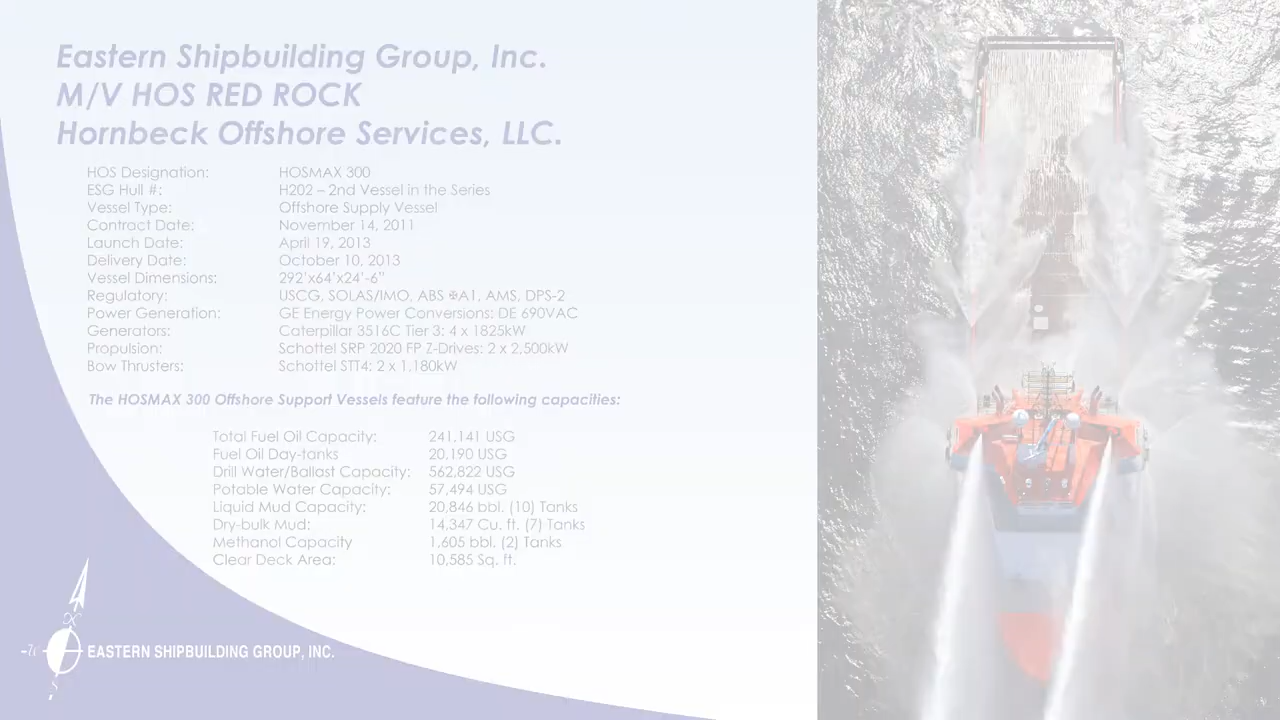 Eastern Shipbuilding Group, Inc.
M/V HOS RED ROCK
Hornbeck Offshore Services, LLC.
HOS Designation: HOSMAX 300
ESG Hull #: H202 – 2nd Vessel in the Series
Vessel Type: Offshore Supply Vessel
Contract Date: November 14, 2011
Launch Date: April 19, 2013
Delivery Date: October 10, 2013
Vessel Dimensions: 292'x64'x24'-6"
Regulatory: USCG, SOLAS/IMO, ABS ✠A1, AMS, DPS-2
Power Generation: GE Energy Power Conversions: DE 690VAC
Generators: Caterpillar 3516C Tier 3: 4 x 1825kW
Propulsion: Schottel SRP 2020 FP Z-Drives: 2 x 2,500kW
Bow Thrusters: Schottel STT4: 2 x 1,180kW
The HOSMAX 300 Offshore Support Vessels feature the following capacities:
Total Fuel Oil Capacity: 241,141 USG
Fuel Oil Day-tanks 20,190 USG
Drill Water/Ballast Capacity: 562,822 USG
Potable Water Capacity: 57,494 USG
Liquid Mud Capacity: 20,846 bbl. (10) Tanks
Dry-bulk Mud: 14,347 Cu. ft. (7) Tanks
Methanol Capacity 1,605 bbl. (2) Tanks
Clear Deck Area: 10,585 Sq. ft.
N
W
EASTERN SHIPBUILDING GROUP, INC.
S